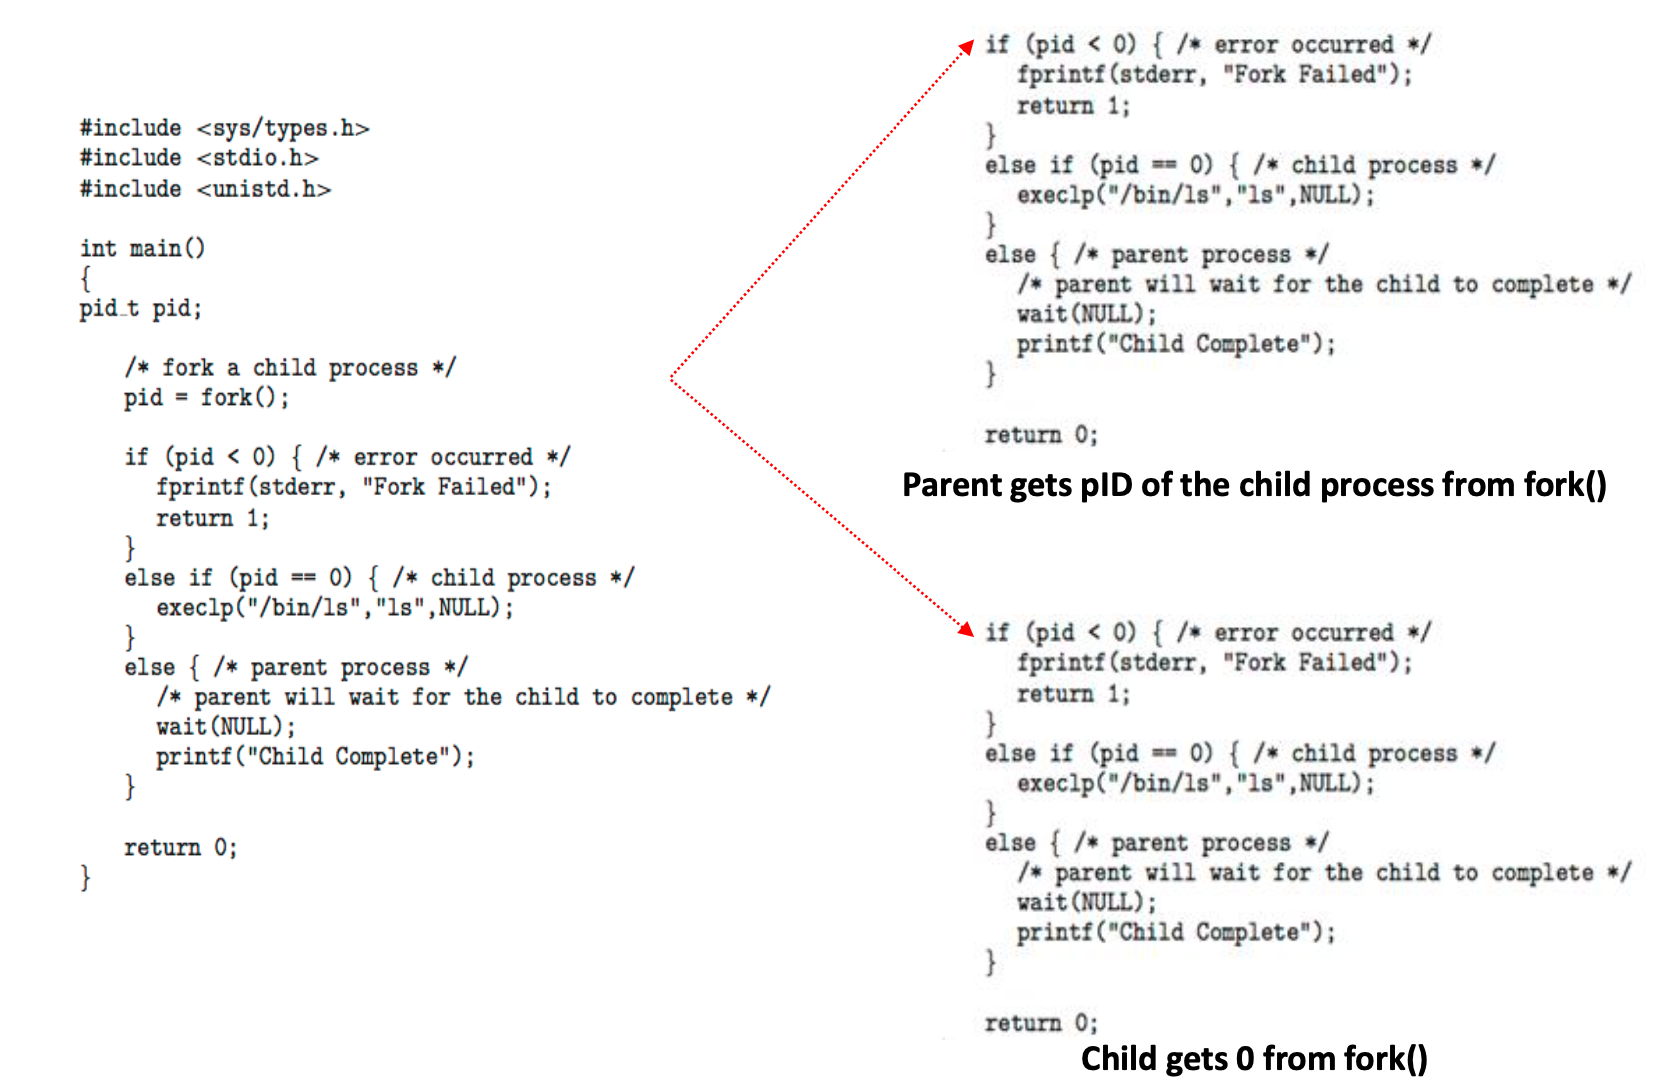 #include <sys/types.h>
#include <stdio.h>
#include <unistd.h>
int main()
{
pid_t pid;
/* fork a child process */
pid = fork();
if (pid < 0) { /* error occurred */
fprintf(stderr, "Fork Failed");
return 1;
}
else if (pid == 0) { /* child process */
execlp("/bin/ls","ls",NULL);
}
else { /* parent process */
/* parent will wait for the child to complete */
wait(NULL);
printf("Child Complete");
}
return 0;
}
if (pid < 0) { /* error occurred */
fprintf(stderr, "Fork Failed");
return 1;
}
else if (pid == 0) { /* child process */
execlp("/bin/ls","ls",NULL);
}
else { /* parent process */
/* parent will wait for the child to complete */
wait(NULL);
printf("Child Complete");
}
return 0;
Parent gets pID of the child process from fork()
if (pid < 0) { /* error occurred */
fprintf(stderr, "Fork Failed");
return 1;
}
else if (pid == 0) { /* child process */
execlp("/bin/ls","ls",NULL);
}
else { /* parent process */
/* parent will wait for the child to complete */
wait(NULL);
printf("Child Complete");
}
return 0;
Child gets 0 from fork()